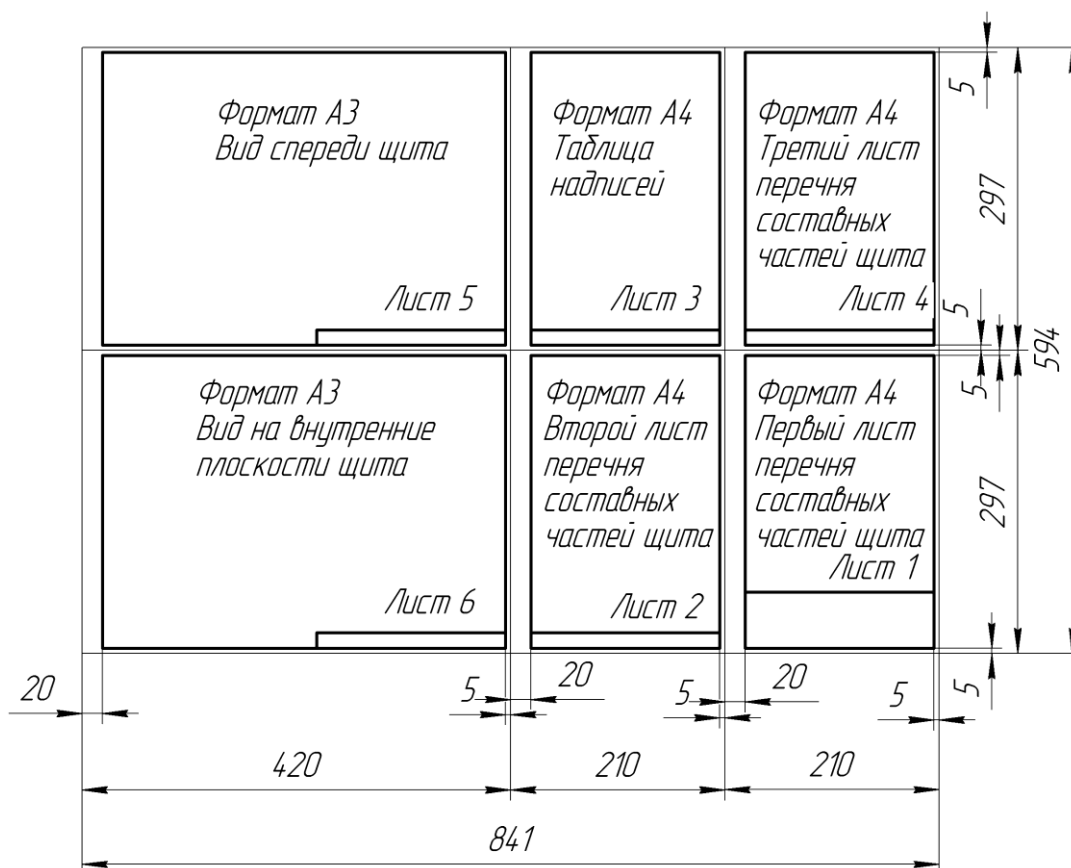 Формат А3
Вид спереди щита
Лист 5
Формат А4
Таблица
надписей
Лист 3
Формат А4
Третий лист
перечня
составных
частей щита
Лист 4
5
297
5
594
Формат А3
Вид на внутренние
плоскости щита
Лист 6
Формат А4
Второй лист
перечня
составных
частей щита
Лист 2
Формат А4
Первый лист
перечня
составных
частей щита
Лист 1
5
297
5
20
5
20
5
20
5
420
210
210
841